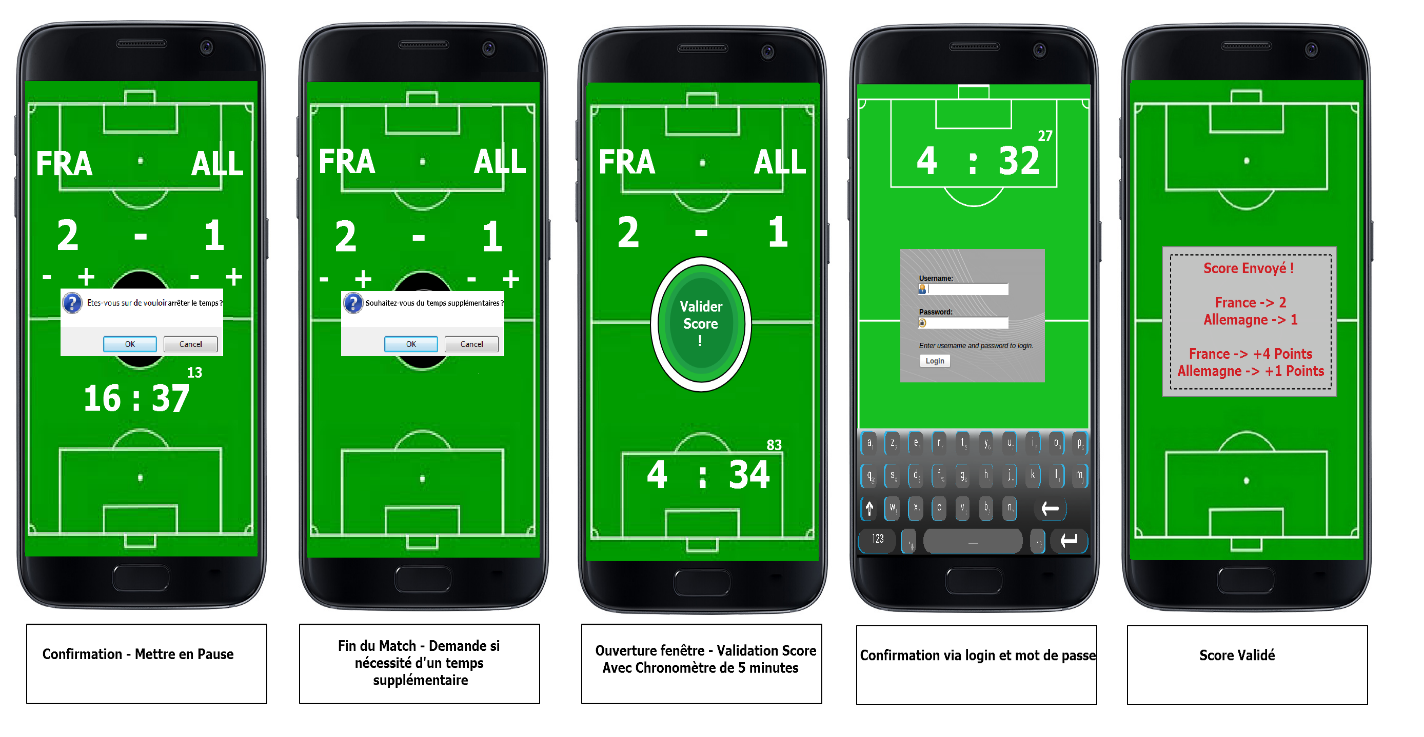 FRA ALL
2 - 1
- + - +
Êtes-vous sur de vouloir arrêter le temps ?
OK Cancel
13
16 : 37
Confirmation - Mettre en Pause
FRA ALL
2 - 1
- + - +
Souhaitez-vous du temps supplémentaires ?
OK Cancel
Fin du Match - Demande si
nécessité d'un temps
supplémentaire
FRA ALL
2 - 1
Valider
Score
!
83
4 : 34
Ouverture fenêtre - Validation Score
Avec Chronomètre de 5 minutes
27
4 : 32
Username:
Password:
Enter username and password to login.
Login
a z e r t y u i o p
q s d f g h j k l m
w x c v b n
123
Confirmation via login et mot de passe
Score Envoyé !
France -> 2
Allemagne -> 1
France -> +4 Points
Allemagne -> +1 Points
Score Validé